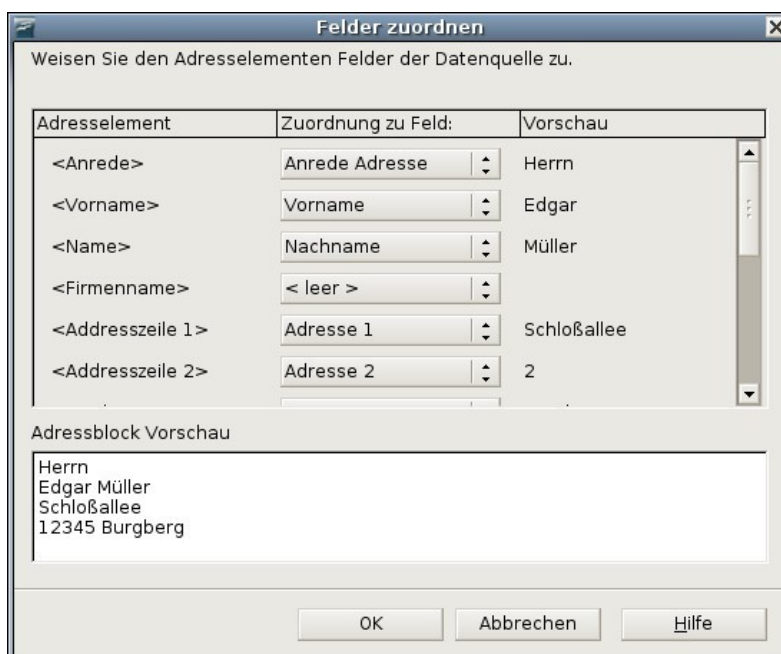 Felder zuordnen
Weisen Sie den Adresselementen Felder der Datenquelle zu.
Adresselement Zuordnung zu Feld: Vorschau
<Anrede> Anrede Adresse Herrn
<Vorname> Vorname Edgar
<Name> Nachname Müller
<Firmenname> < leer >
<Addresszeile 1> Adresse 1 Schloßallee
<Addresszeile 2> Adresse 2 2
Adressblock Vorschau
Herrn
Edgar Müller
Schloßallee
12345 Burgberg
OK Abbrechen Hilfe